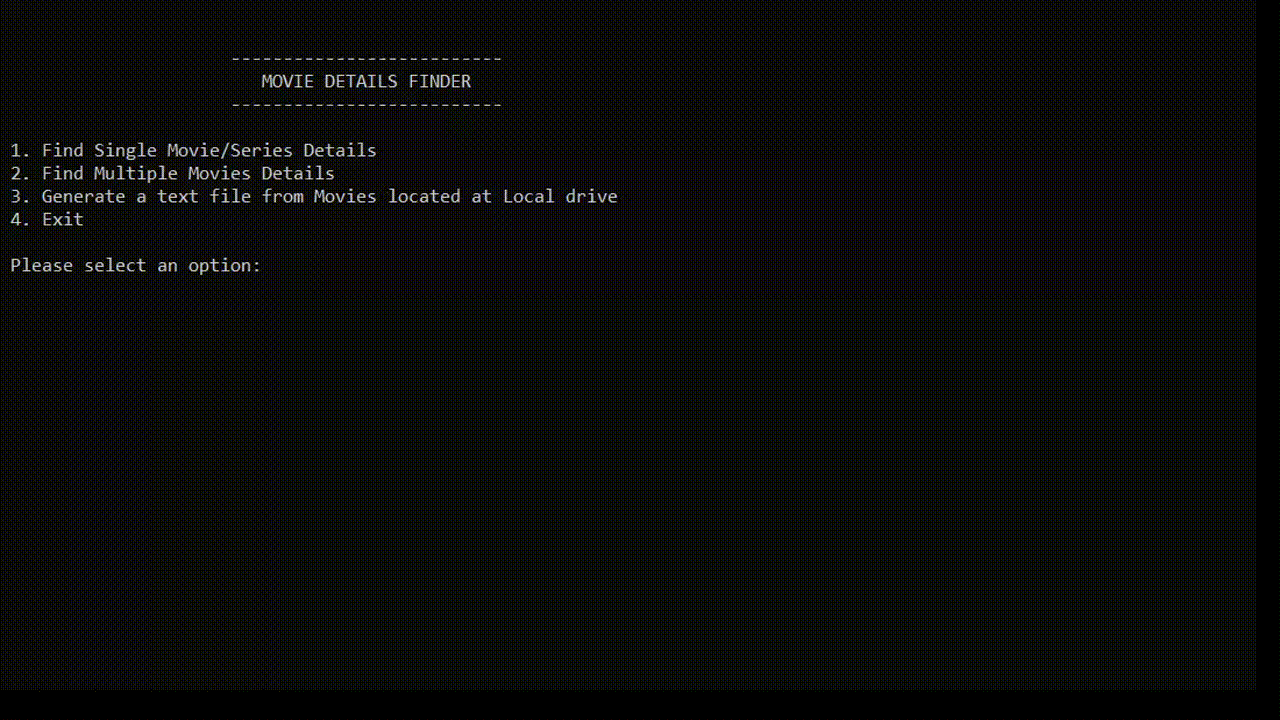 --------------------------
MOVIE DETAILS FINDER
--------------------------
1. Find Single Movie/Series Details
2. Find Multiple Movies Details
3. Generate a text file from Movies located at Local drive
4. Exit
Please select an option: